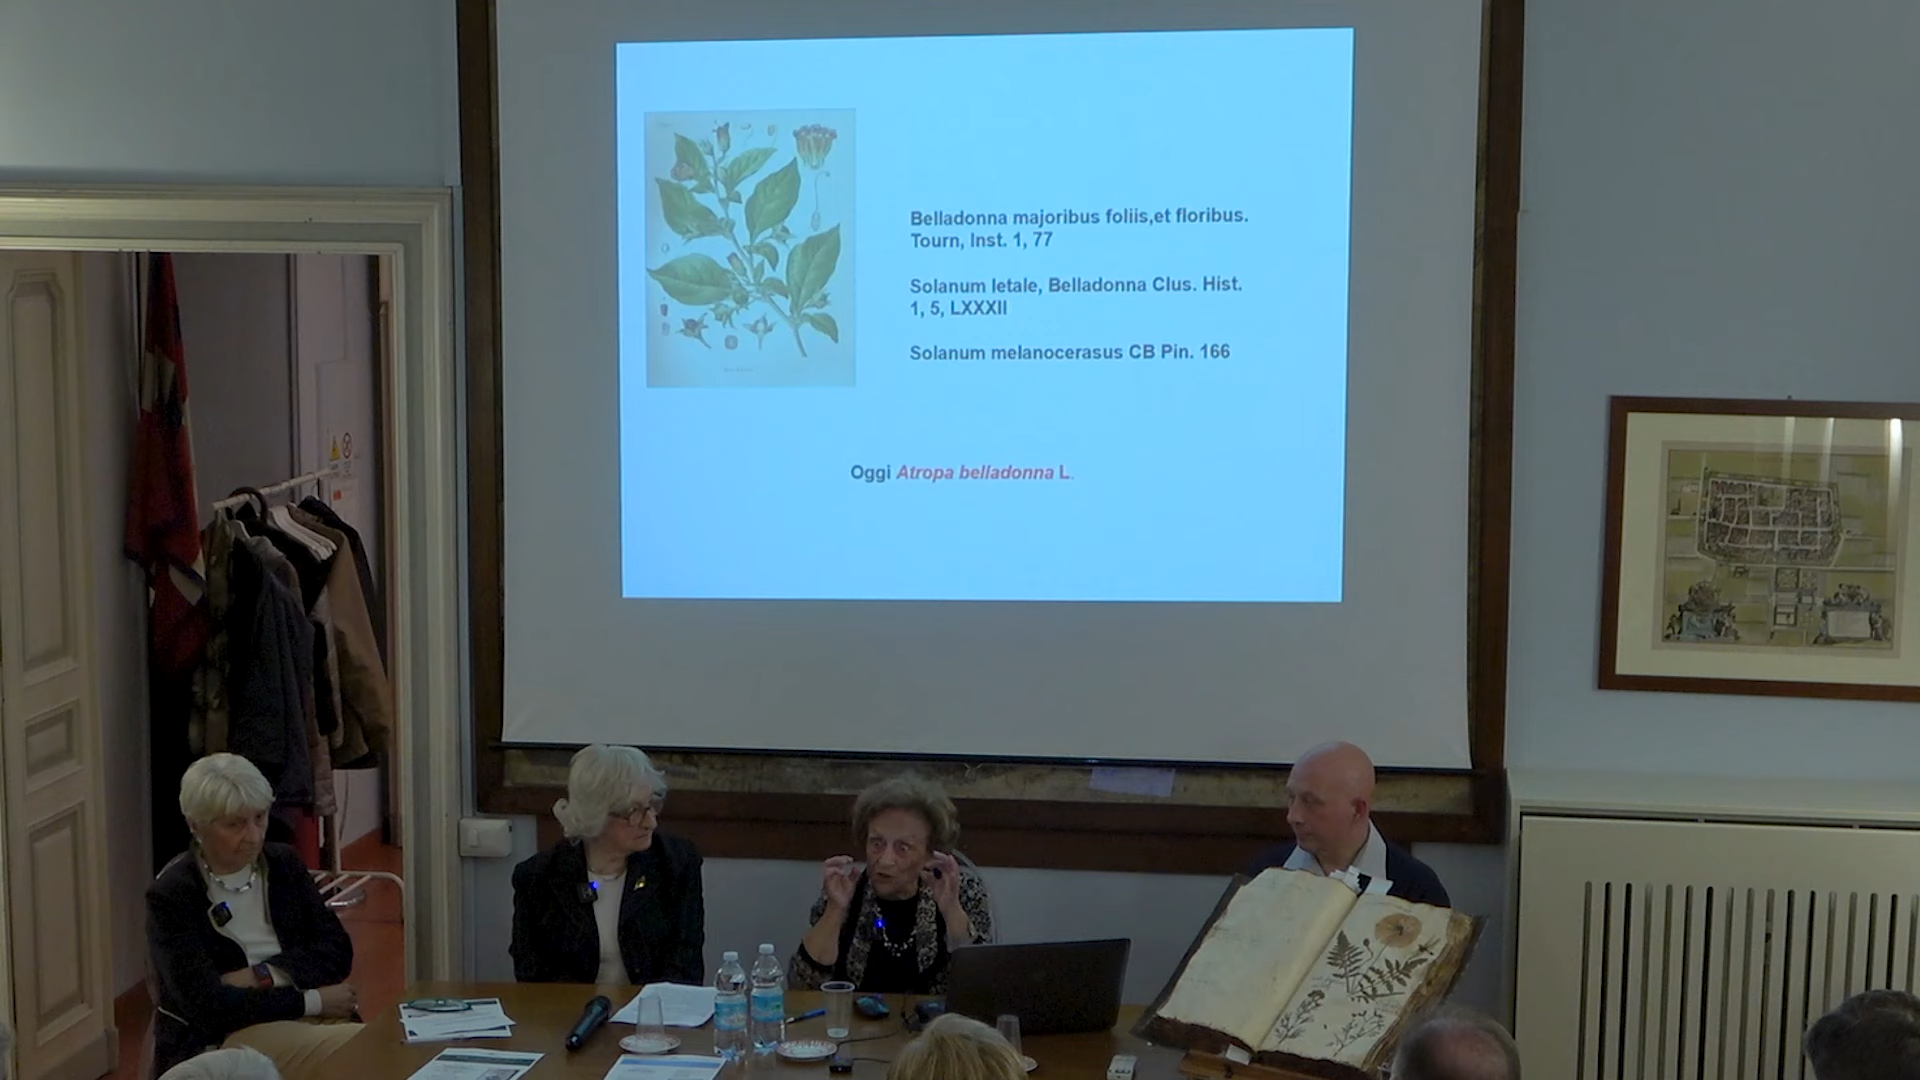 Belladonna majoribus foliis,et floribus.
Tourn, Inst. 1, 77
Solanum letale, Belladonna Clus. Hist.
1, 5, LXXXII
Solanum melanocerasus CB Pin. 166
Oggi Atropa belladonna L.